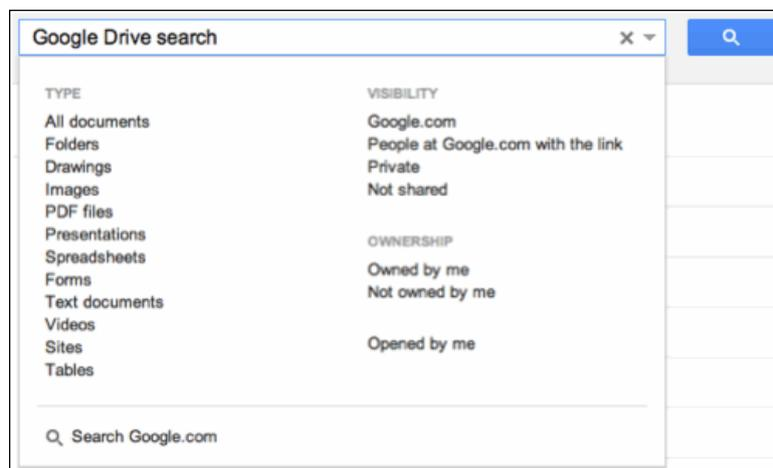 Google Drive search
TYPE
All documents
Folders
Drawings
Images
PDF files
Presentations
Spreadsheets
Forms
Text documents
Videos
Sites
Tables
VISIBILITY
Google.com
People at Google.com with the link
Private
Not shared
OWNERSHIP
Owned by me
Not owned by me
Opened by me
Search Google.com